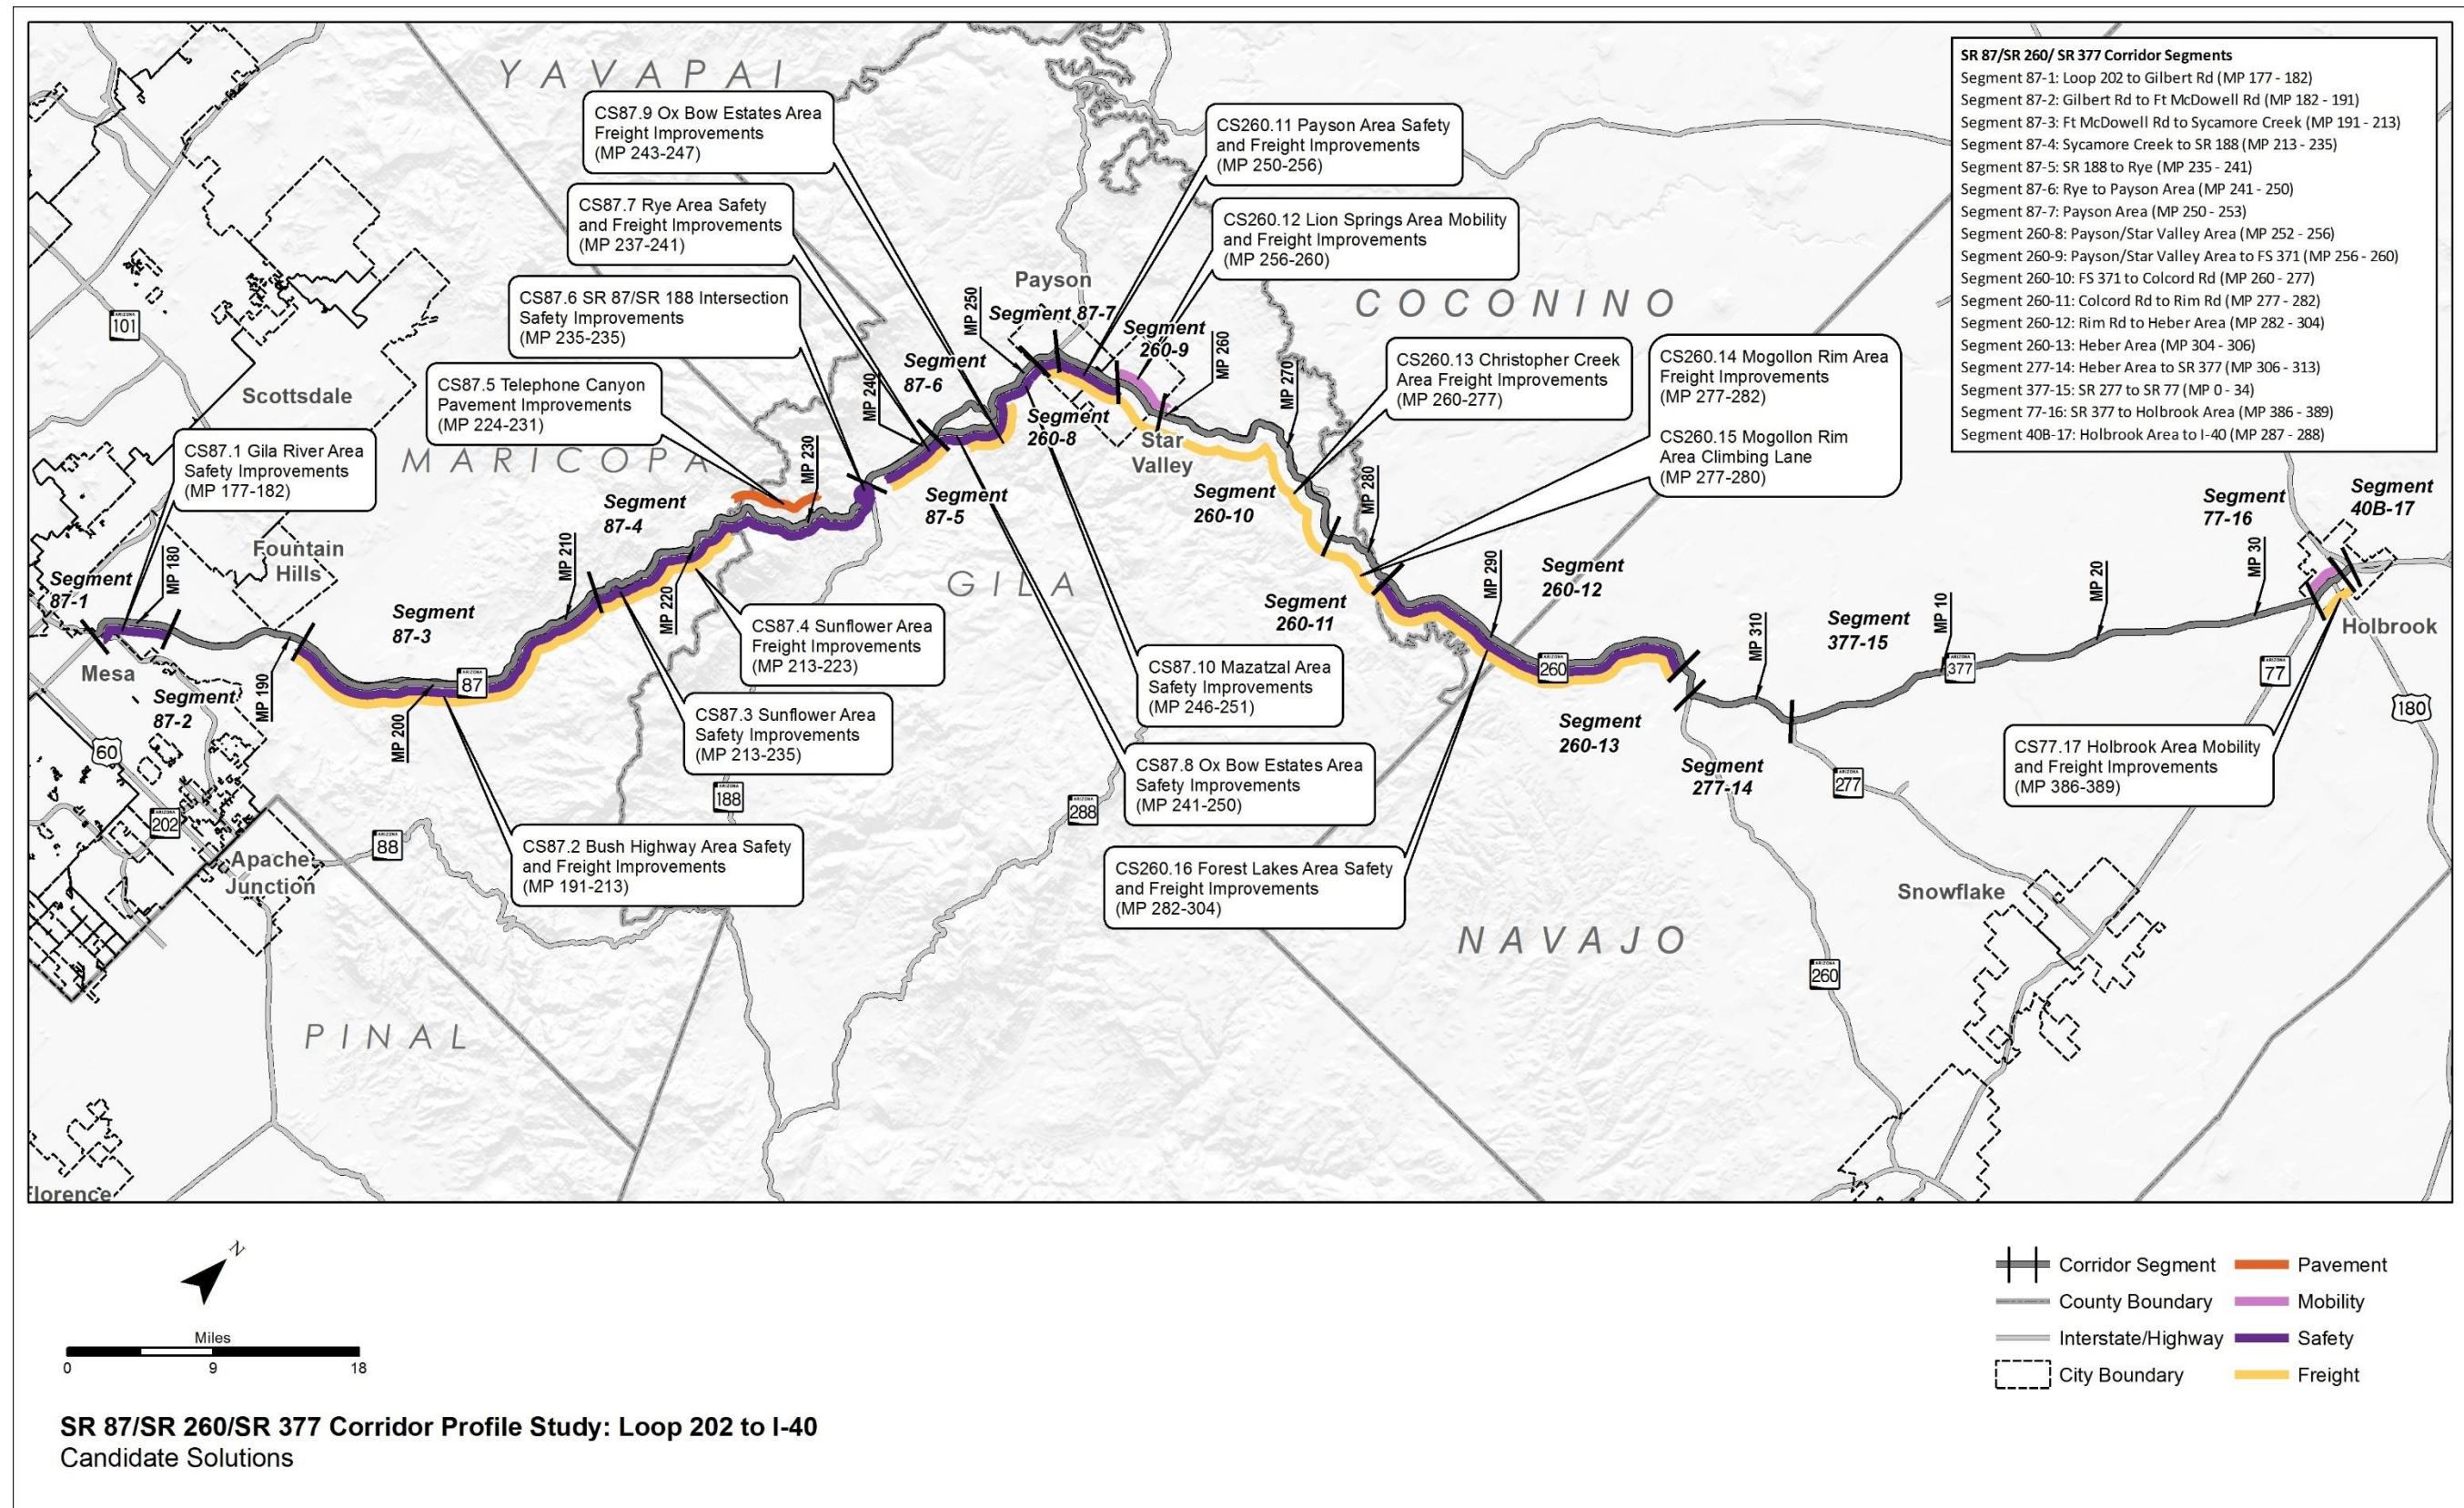 YAVAPAI
MARICOPA
COCONINO
GILA
PINAL
NAVAJO
SR 87/SR 260/ SR 377 Corridor Segments
Segment 87-1: Loop 202 to Gilbert Rd (MP 177 - 182)
Segment 87-2: Gilbert Rd to Ft McDowell Rd (MP 182 - 191)
Segment 87-3: Ft McDowell Rd to Sycamore Creek (MP 191 - 213)
Segment 87-4: Sycamore Creek to SR 188 (MP 213 - 235)
Segment 87-5: SR 188 to Rye (MP 235 - 241)
Segment 87-6: Rye to Payson Area (MP 241 - 250)
Segment 87-7: Payson Area (MP 250 - 253)
Segment 260-8: Payson/Star Valley Area (MP 252 - 256)
Segment 260-9: Payson/Star Valley Area to FS 371 (MP 256 - 260)
Segment 260-10: FS 371 to Colcord Rd (MP 260 - 277)
Segment 260-11: Colcord Rd to Rim Rd (MP 277 - 282)
Segment 260-12: Rim Rd to Heber Area (MP 282 - 304)
Segment 260-13: Heber Area (MP 304 - 306)
Segment 277-14: Heber Area to SR 377 (MP 306 - 313)
Segment 377-15: SR 277 to SR 77 (MP 0 - 34)
Segment 77-16: SR 377 to Holbrook Area (MP 386 - 389)
Segment 40B-17: Holbrook Area to I-40 (MP 287 - 288)
CS87.9 Ox Bow Estates Area
Freight Improvements
(MP 243-247)
CS87.7 Rye Area Safety
and Freight Improvements
(MP 237-241)
CS87.6 SR 87/SR 188 Intersection
Safety Improvements
(MP 235-235)
CS87.5 Telephone Canyon
Pavement Improvements
(MP 224-231)
CS87.1 Gila River Area
Safety Improvements
(MP 177-182)
CS260.11 Payson Area Safety
and Freight Improvements
(MP 250-256)
CS260.12 Lion Springs Area Mobility
and Freight Improvements
(MP 256-260)
CS260.13 Christopher Creek
Area Freight Improvements
(MP 260-277)
CS260.14 Mogollon Rim Area
Freight Improvements
(MP 277-282)
CS260.15 Mogollon Rim
Area Climbing Lane
(MP 277-280)
CS87.4 Sunflower Area
Freight Improvements
(MP 213-223)
CS87.3 Sunflower Area
Safety Improvements
(MP 213-235)
CS87.2 Bush Highway Area Safety
and Freight Improvements
(MP 191-213)
CS87.10 Mazatzal Area
Safety Improvements
(MP 246-251)
CS87.8 Ox Bow Estates Area
Safety Improvements
(MP 241-250)
CS260.16 Forest Lakes Area Safety
and Freight Improvements
(MP 282-304)
CS77.17 Holbrook Area Mobility
and Freight Improvements
(MP 386-389)
Segment
87-1
Segment
87-2
Segment
87-3
Segment
87-4
Segment
87-5
Segment
87-6
Segment 87-7
Segment
260-8
Segment
260-9
Segment
260-10
Segment
260-11
Segment
260-12
Segment
260-13
Segment
277-14
Segment
377-15
Segment
77-16
Segment
40B-17
MP 180
MP 190
MP 200
MP 210
MP 220
MP 230
MP 240
MP 250
MP 260
MP 270
MP 280
MP 290
MP 310
MP 10
MP 20
MP 30
Scottsdale
Fountain
Hills
Mesa
Apache
Junction
Florence
Payson
Star
Valley
Snowflake
Holbrook
ARIZONA
101
60
ARIZONA
202
ARIZONA
88
ARIZONA
87
ARIZONA
188
ARIZONA
288
ARIZONA
260
ARIZONA
377
ARIZONA
277
ARIZONA
260
ARIZONA
77
180
N
Miles
0 9 18
SR 87/SR 260/SR 377 Corridor Profile Study: Loop 202 to I-40
Candidate Solutions
Corridor Segment
County Boundary
Interstate/Highway
City Boundary
Pavement
Mobility
Safety
Freight